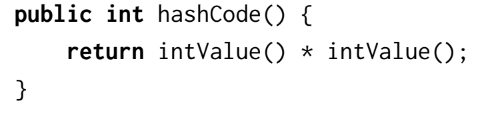 public int hashCode() {
    return intValue() * intValue();
}